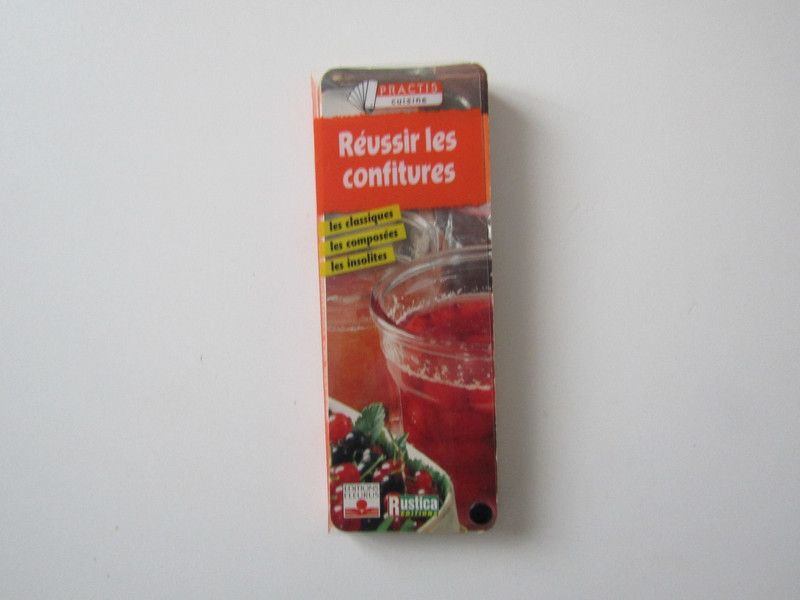 PRACTIS
cuisine
Réussir les
confitures
les classiques
les composées
les insolites
EDITIONS
FLEURUS
Rustica
EDITIONS